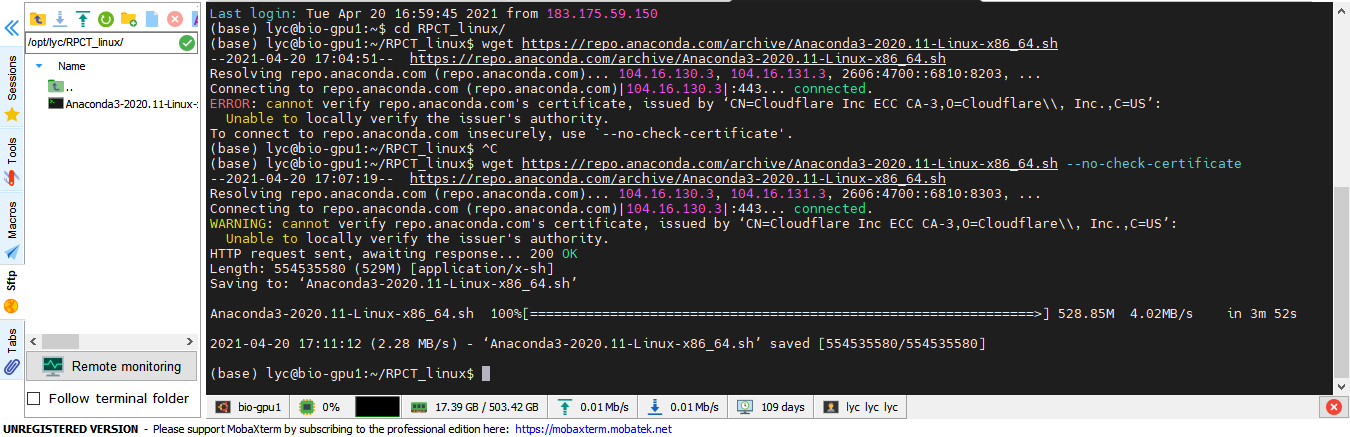 Last login: Tue Apr 20 16:59:45 2021 from 183.175.59.150
(base) lyc@bio-gpu1:~$ cd RPCT_linux/
(base) lyc@bio-gpu1:~/RPCT_linux$ wget https://repo.anaconda.com/archive/Anaconda3-2020.11-Linux-x86_64.sh
--2021-04-20 17:04:51--  https://repo.anaconda.com/archive/Anaconda3-2020.11-Linux-x86_64.sh
Resolving repo.anaconda.com (repo.anaconda.com)... 104.16.130.3, 104.16.131.3, 2606:4700::6810:8203, ...
Connecting to repo.anaconda.com (repo.anaconda.com)|104.16.130.3|:443... connected.
ERROR: cannot verify repo.anaconda.com's certificate, issued by ‘CN=Cloudflare Inc ECC CA-3,O=Cloudflare\\, Inc.,C=US’:
  Unable to locally verify the issuer's authority.
To connect to repo.anaconda.com insecurely, use `--no-check-certificate'.
(base) lyc@bio-gpu1:~/RPCT_linux$ ^C
(base) lyc@bio-gpu1:~/RPCT_linux$ wget https://repo.anaconda.com/archive/Anaconda3-2020.11-Linux-x86_64.sh --no-check-certificate
--2021-04-20 17:07:19--  https://repo.anaconda.com/archive/Anaconda3-2020.11-Linux-x86_64.sh
Resolving repo.anaconda.com (repo.anaconda.com)... 104.16.130.3, 104.16.131.3, 2606:4700::6810:8303, ...
Connecting to repo.anaconda.com (repo.anaconda.com)|104.16.130.3|:443... connected.
WARNING: cannot verify repo.anaconda.com's certificate, issued by ‘CN=Cloudflare Inc ECC CA-3,O=Cloudflare\\, Inc.,C=US’:
  Unable to locally verify the issuer's authority.
HTTP request sent, awaiting response... 200 OK
Length: 554535580 (529M) [application/x-sh]
Saving to: ‘Anaconda3-2020.11-Linux-x86_64.sh’
Anaconda3-2020.11-Linux-x86_64.sh  100%[================================================================>] 528.85M  4.02MB/s    in 3m 52s
2021-04-20 17:11:12 (2.28 MB/s) - ‘Anaconda3-2020.11-Linux-x86_64.sh’ saved [554535580/554535580]
(base) lyc@bio-gpu1:~/RPCT_linux$
/opt/lyc/RPCT_linux/
Name
..
Anaconda3-2020.11-Linux-
Sessions
Tools
Macros
Sftp
Tabs
Remote monitoring
Follow terminal folder
bio-gpu1
0%
17.39 GB / 503.42 GB
0.01 Mb/s
0.01 Mb/s
109 days
lyc lyc lyc
UNREGISTERED VERSION - Please support MobaXterm by subscribing to the professional edition here: https://mobaxterm.mobatek.net